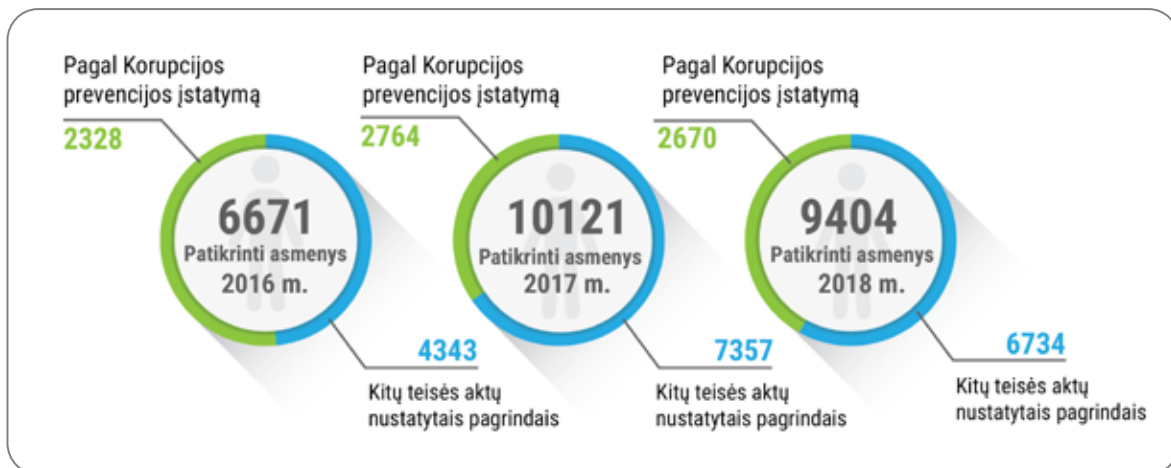 Pagal Korupcijos
prevencijos įstatymą
2328
6671
Patikrinti asmenys
2016 m.
4343
Kitų teisės aktų
nustatytais pagrindais
Pagal Korupcijos
prevencijos įstatymą
2764
10121
Patikrinti asmenys
2017 m.
7357
Kitų teisės aktų
nustatytais pagrindais
Pagal Korupcijos
prevencijos įstatymą
2670
9404
Patikrinti asmenys
2018 m.
6734
Kitų teisės aktų
nustatytais pagrindais